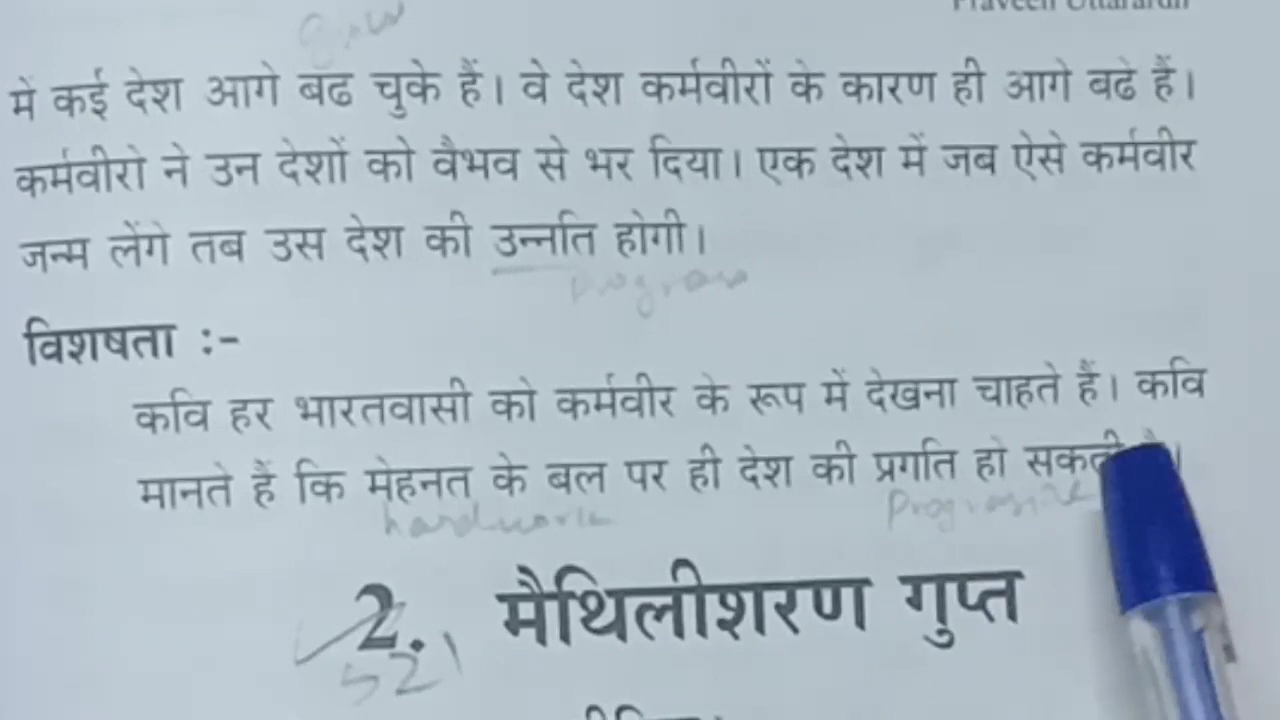 में कई देश आगे बढ चुके हैं। वे देश कर्मवीरों के कारण ही आगे बढे हैं।
कर्मवीरो ने उन देशों को वैभव से भर दिया। एक देश में जब ऐसे कर्मवीर
जन्म लेंगे तब उस देश की उन्नति होगी।
विशषता :-
कवि हर भारतवासी को कर्मवीर के रूप में देखना चाहते हैं। कवि
मानते हैं कि मेहनत के बल पर ही देश की प्रगति हो सकती है।
hardwork
2. मैथिलीशरण गुप्त
521